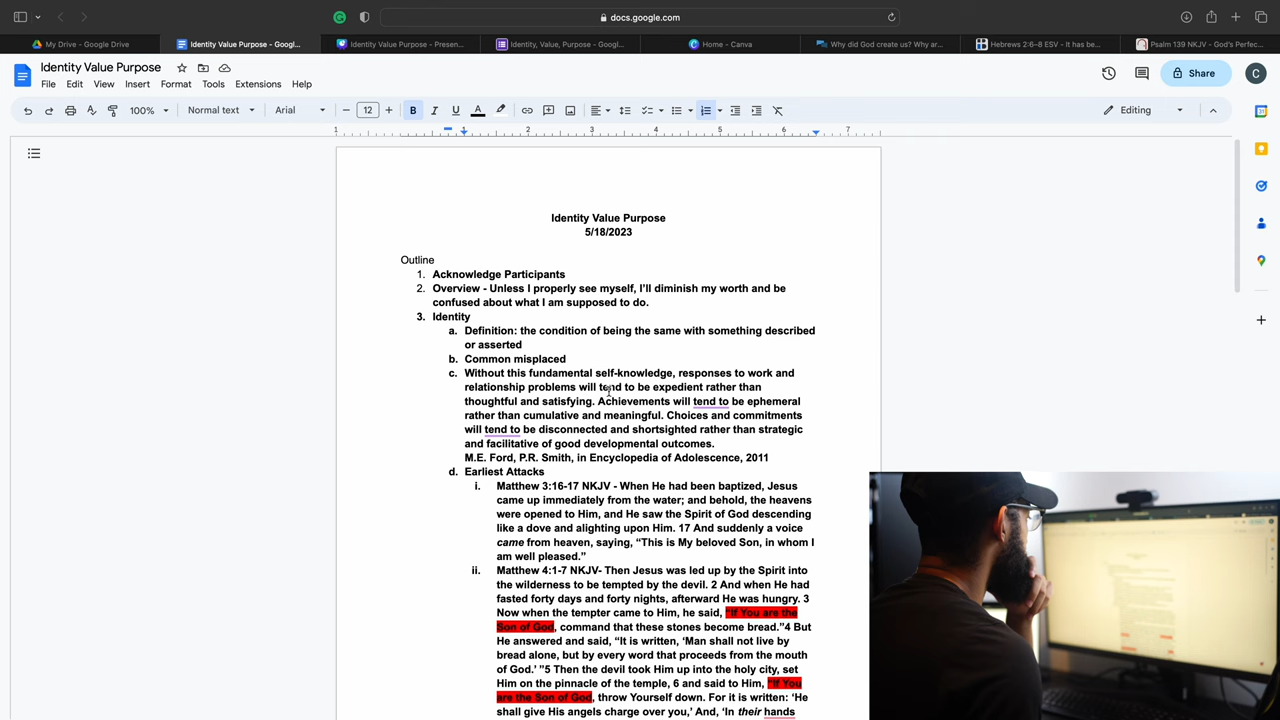 docs.google.com
My Drive - Google Drive
Identity Value Purpose - Googl...
Identity Value Purpose - Presen...
Identity, Value, Purpose - Googl...
Home - Canva
Why did God create us? Why ar...
Hebrews 2:6–8 ESV - It has be...
Psalm 139 NKJV - God's Perfec...
Identity Value Purpose
File Edit View Insert Format Tools Extensions Help
Share
C
100% Normal text Arial 12 B I U A Editing
1 1 2 3 4 5 6 7
Identity Value Purpose
5/18/2023
Outline
1. Acknowledge Participants
2. Overview - Unless I properly see myself, I'll diminish my worth and be
confused about what I am supposed to do.
3. Identity
a. Definition: the condition of being the same with something described
or asserted
b. Common misplaced
c. Without this fundamental self-knowledge, responses to work and
relationship problems will tend to be expedient rather than
thoughtful and satisfying. Achievements will tend to be ephemeral
rather than cumulative and meaningful. Choices and commitments
will tend to be disconnected and shortsighted rather than strategic
and facilitative of good developmental outcomes.
M.E. Ford, P.R. Smith, in Encyclopedia of Adolescence, 2011
d. Earliest Attacks
i. Matthew 3:16-17 NKJV - When He had been baptized, Jesus
came up immediately from the water; and behold, the heavens
were opened to Him, and He saw the Spirit of God descending
like a dove and alighting upon Him. 17 And suddenly a voice
came from heaven, saying, “This is My beloved Son, in whom I
am well pleased.”
ii. Matthew 4:1-7 NKJV- Then Jesus was led up by the Spirit into
the wilderness to be tempted by the devil. 2 And when He had
fasted forty days and forty nights, afterward He was hungry. 3
Now when the tempter came to Him, he said, “If You are the
Son of God, command that these stones become bread.”4 But
He answered and said, “It is written, ‘Man shall not live by
bread alone, but by every word that proceeds from the mouth
of God.’ ”5 Then the devil took Him up into the holy city, set
Him on the pinnacle of the temple, 6 and said to Him, “If You
are the Son of God, throw Yourself down. For it is written: ‘He
shall give His angels charge over you,’ And, ‘In their hands